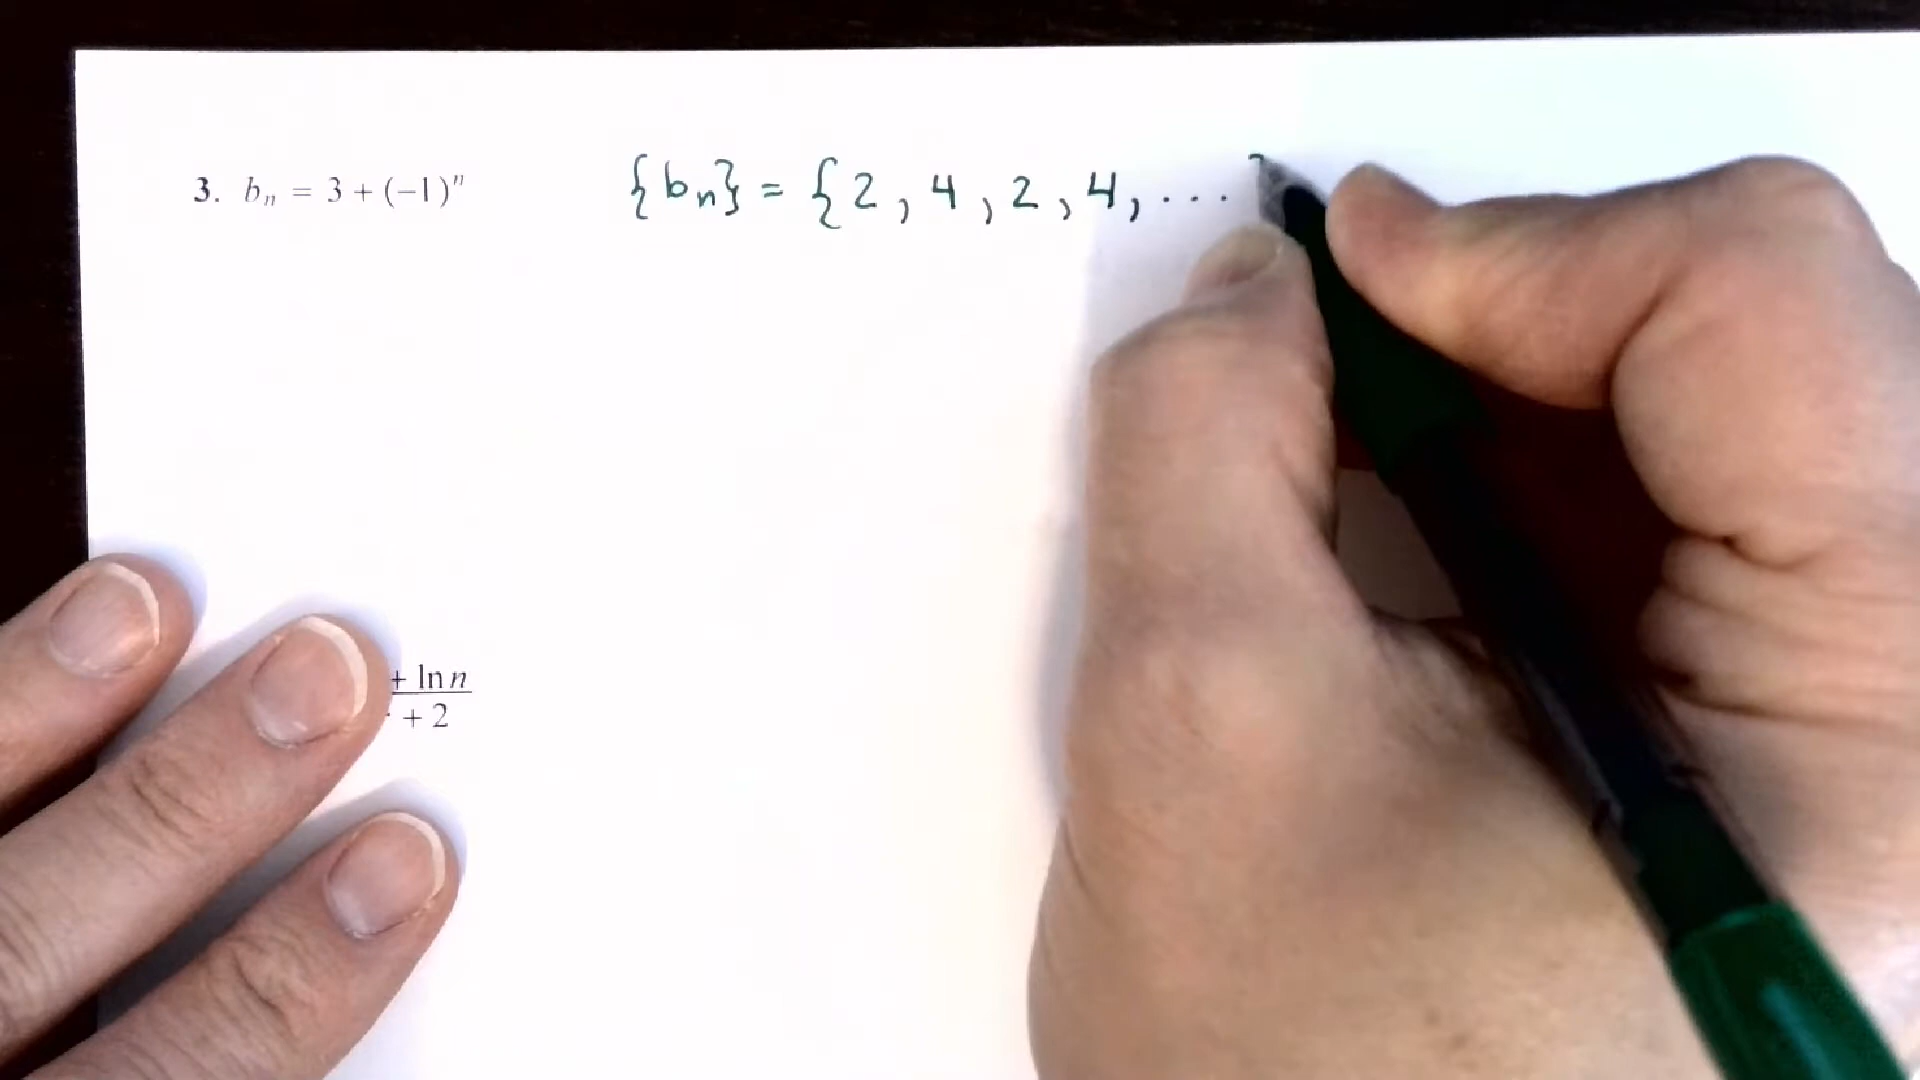 3. bₙ = 3 + (−1)ⁿ {bₙ} = {2, 4, 2, 4, ...
+ ln n
+ 2